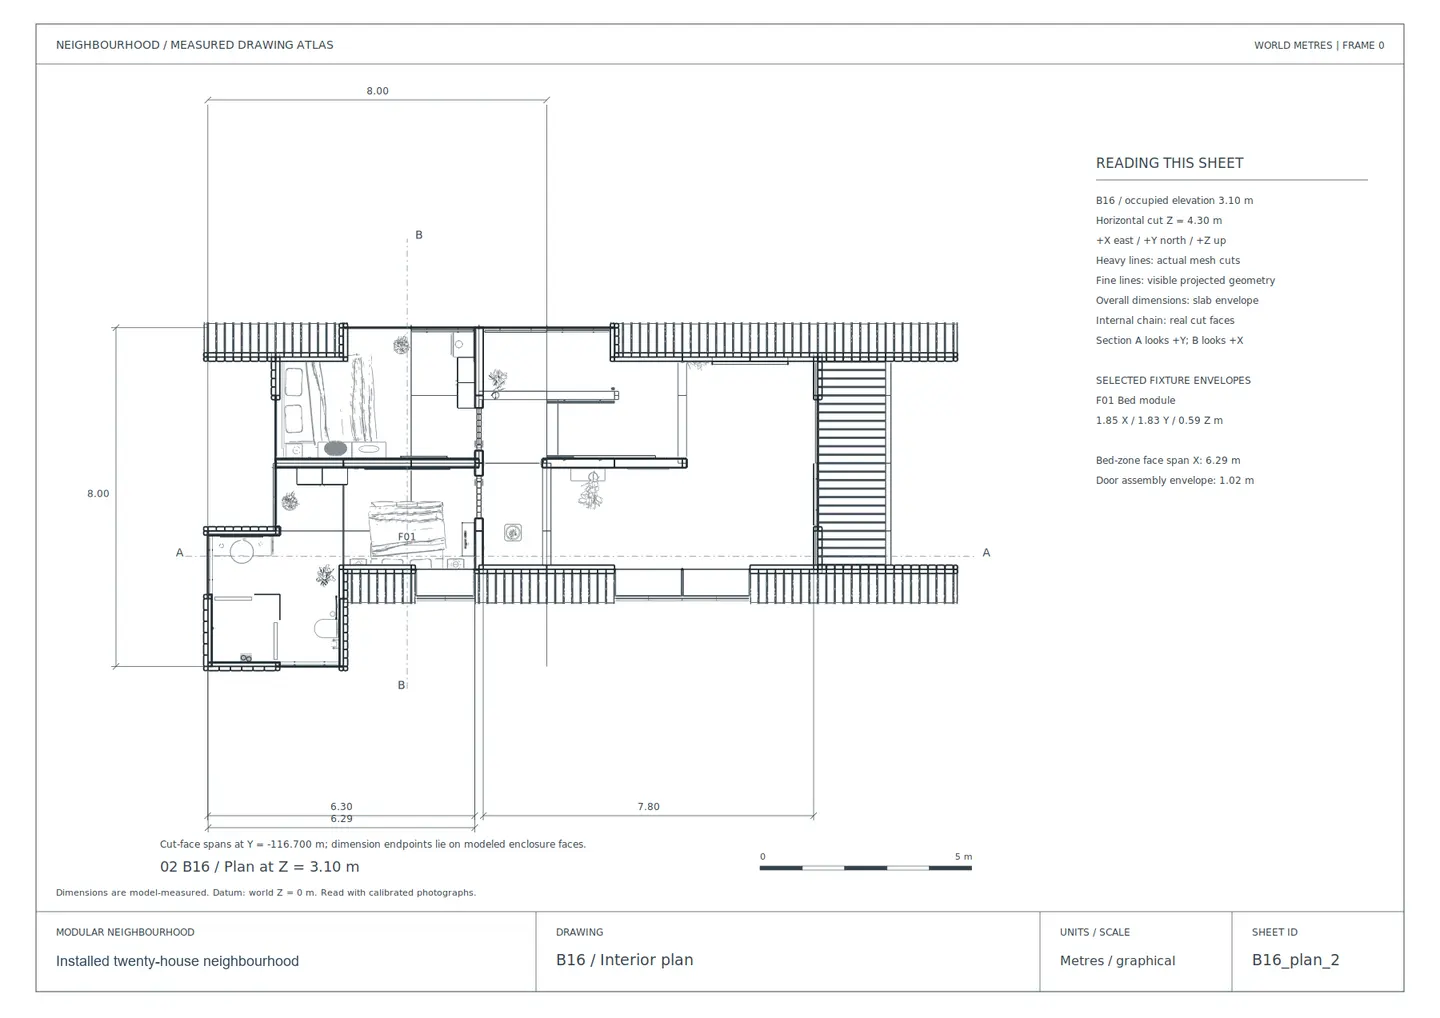 NEIGHBOURHOOD / MEASURED DRAWING ATLAS
WORLD METRES | FRAME 0
8.00
READING THIS SHEET
B16 / occupied elevation 3.10 m
Horizontal cut Z = 4.30 m
+X east / +Y north / +Z up
Heavy lines: actual mesh cuts
Fine lines: visible projected geometry
Overall dimensions: slab envelope
Internal chain: real cut faces
Section A looks +Y; B looks +X
SELECTED FIXTURE ENVELOPES
F01 Bed module
1.85 X / 1.83 Y / 0.59 Z m
Bed-zone face span X: 6.29 m
Door assembly envelope: 1.02 m
B
8.00
F01
A
A
B
6.30
7.80
6.29
Cut-face spans at Y = -116.700 m; dimension endpoints lie on modeled enclosure faces.
02 B16 / Plan at Z = 3.10 m
0
5 m
Dimensions are model-measured. Datum: world Z = 0 m. Read with calibrated photographs.
MODULAR NEIGHBOURHOOD
Installed twenty-house neighbourhood
DRAWING
B16 / Interior plan
UNITS / SCALE
Metres / graphical
SHEET ID
B16_plan_2